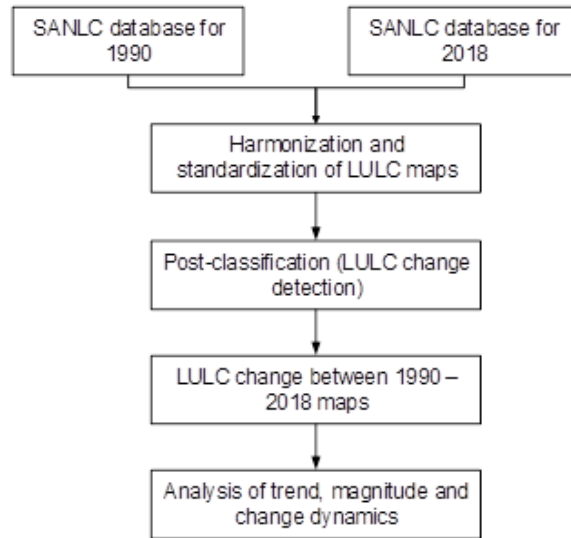 SANLC database for
1990
SANLC database for
2018
Harmonization and
standardization of LULC maps
Post-classification (LULC change
detection)
LULC change between 1990 –
2018 maps
Analysis of trend, magnitude and
change dynamics